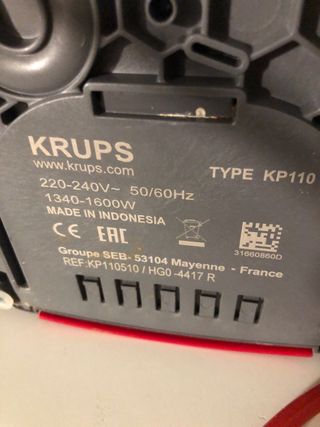 KRUPS
www.krups.com
TYPE KP110
220-240V~ 50/60Hz
1340-1600W
MADE IN INDONESIA
CE EAC
31660860D
Groupe SEB- 53104 Mayenne - France
REF:KP110510 / HG0-4417 R